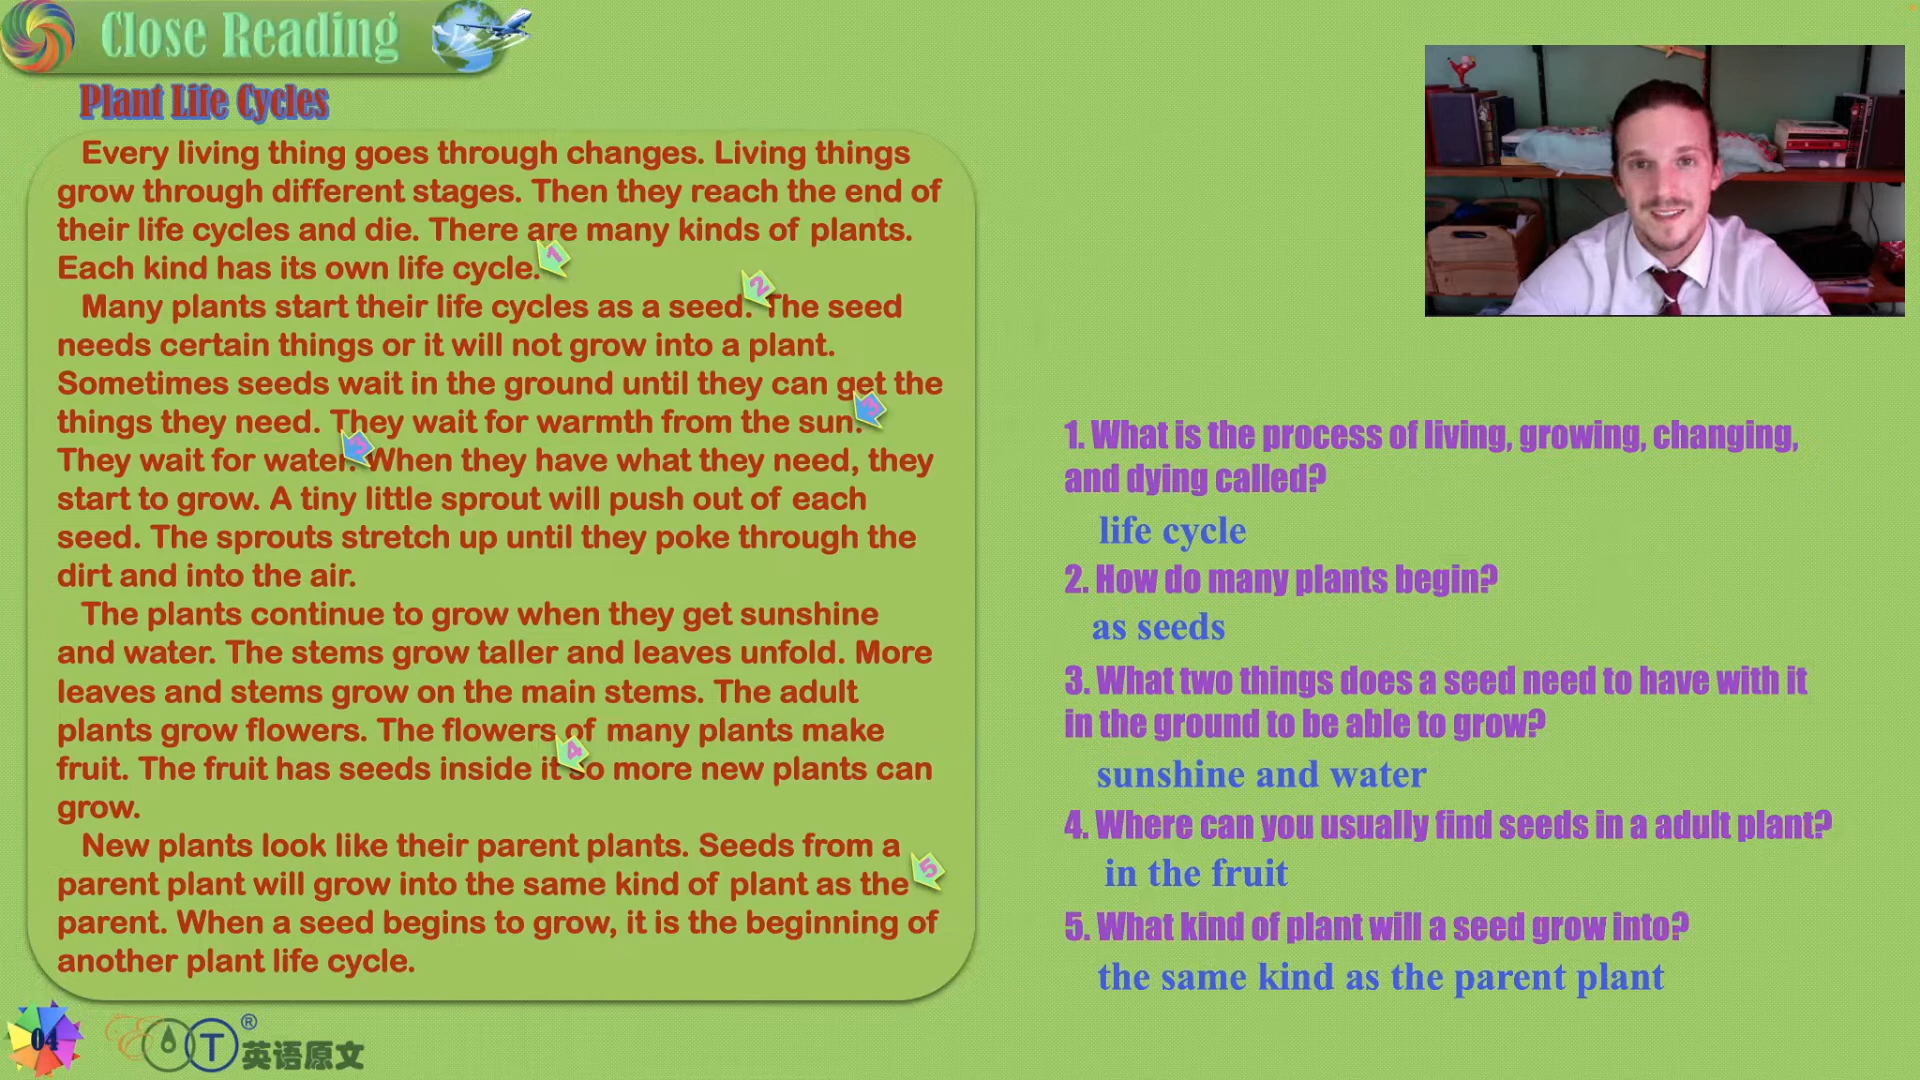 Close Reading
Plant Life Cycles
Every living thing goes through changes. Living things
grow through different stages. Then they reach the end of
their life cycles and die. There are many kinds of plants.
Each kind has its own life cycle. 1
Many plants start their life cycles as a seed. 2 The seed
needs certain things or it will not grow into a plant.
Sometimes seeds wait in the ground until they can get the
things they need. They wait for warmth from the sun. 3
They wait for water 3 When they have what they need, they
start to grow. A tiny little sprout will push out of each
seed. The sprouts stretch up until they poke through the
dirt and into the air.
The plants continue to grow when they get sunshine
and water. The stems grow taller and leaves unfold. More
leaves and stems grow on the main stems. The adult
plants grow flowers. The flowers of many plants make
fruit. The fruit has seeds inside it 4 so more new plants can
grow.
New plants look like their parent plants. Seeds from a
parent plant will grow into the same kind of plant as the 5
parent. When a seed begins to grow, it is the beginning of
another plant life cycle.
1. What is the process of living, growing, changing,
and dying called?
life cycle
2. How do many plants begin?
as seeds
3. What two things does a seed need to have with it
in the ground to be able to grow?
sunshine and water
4. Where can you usually find seeds in a adult plant?
in the fruit
5. What kind of plant will a seed grow into?
the same kind as the parent plant
04
T ® 英语原文